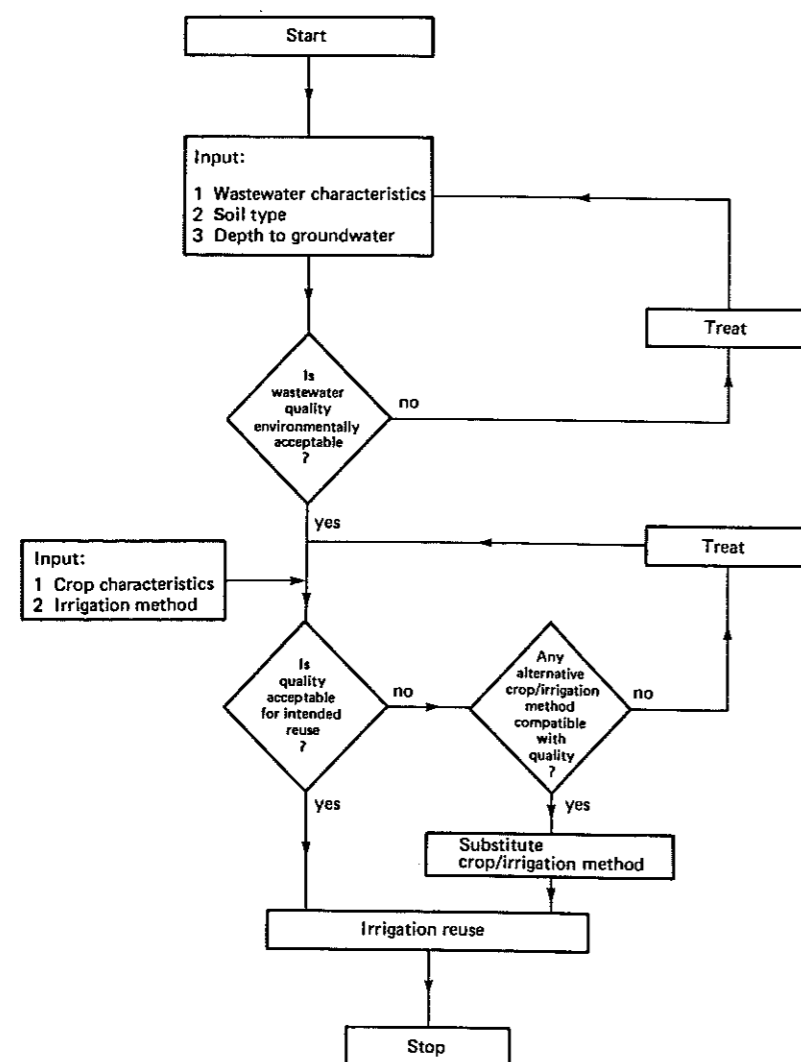 Start
Input:
1 Wastewater characteristics
2 Soil type
3 Depth to groundwater
Treat
Is
wastewater
quality
environmentally
acceptable
?
no
yes
Treat
Input:
1 Crop characteristics
2 Irrigation method
Is
quality
acceptable
for intended
reuse
?
no
Any
alternative
crop/irrigation
method
compatible
with
quality
?
no
yes
yes
Substitute
crop/irrigation method
Irrigation reuse
Stop